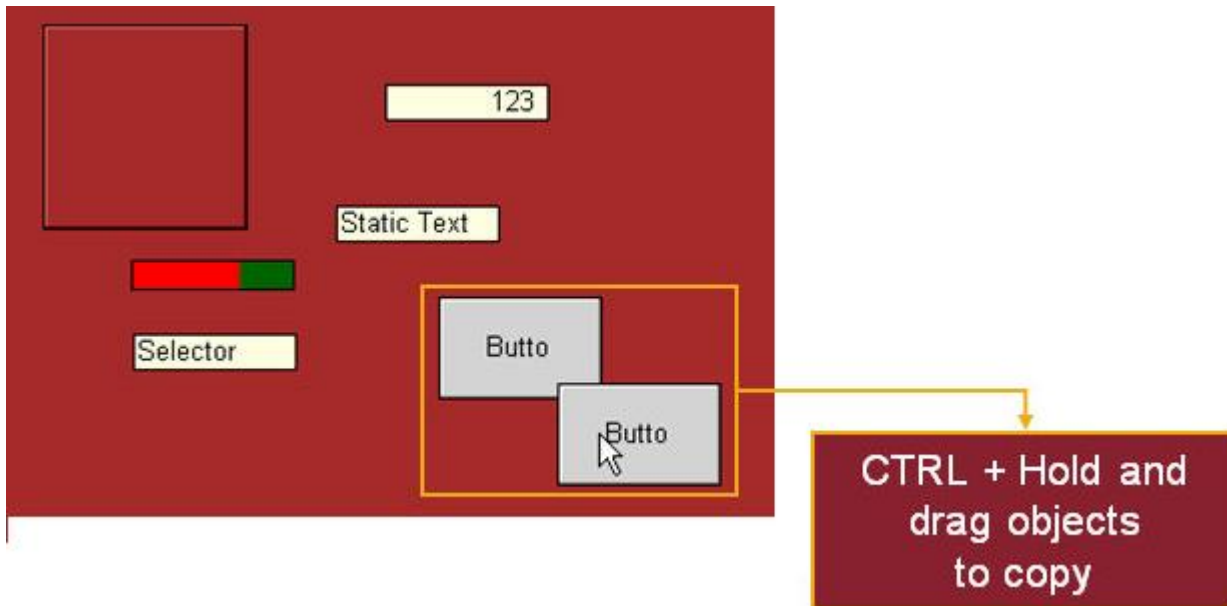 123
Static Text
Selector
Butto
Butto
CTRL + Hold and
drag objects
to copy